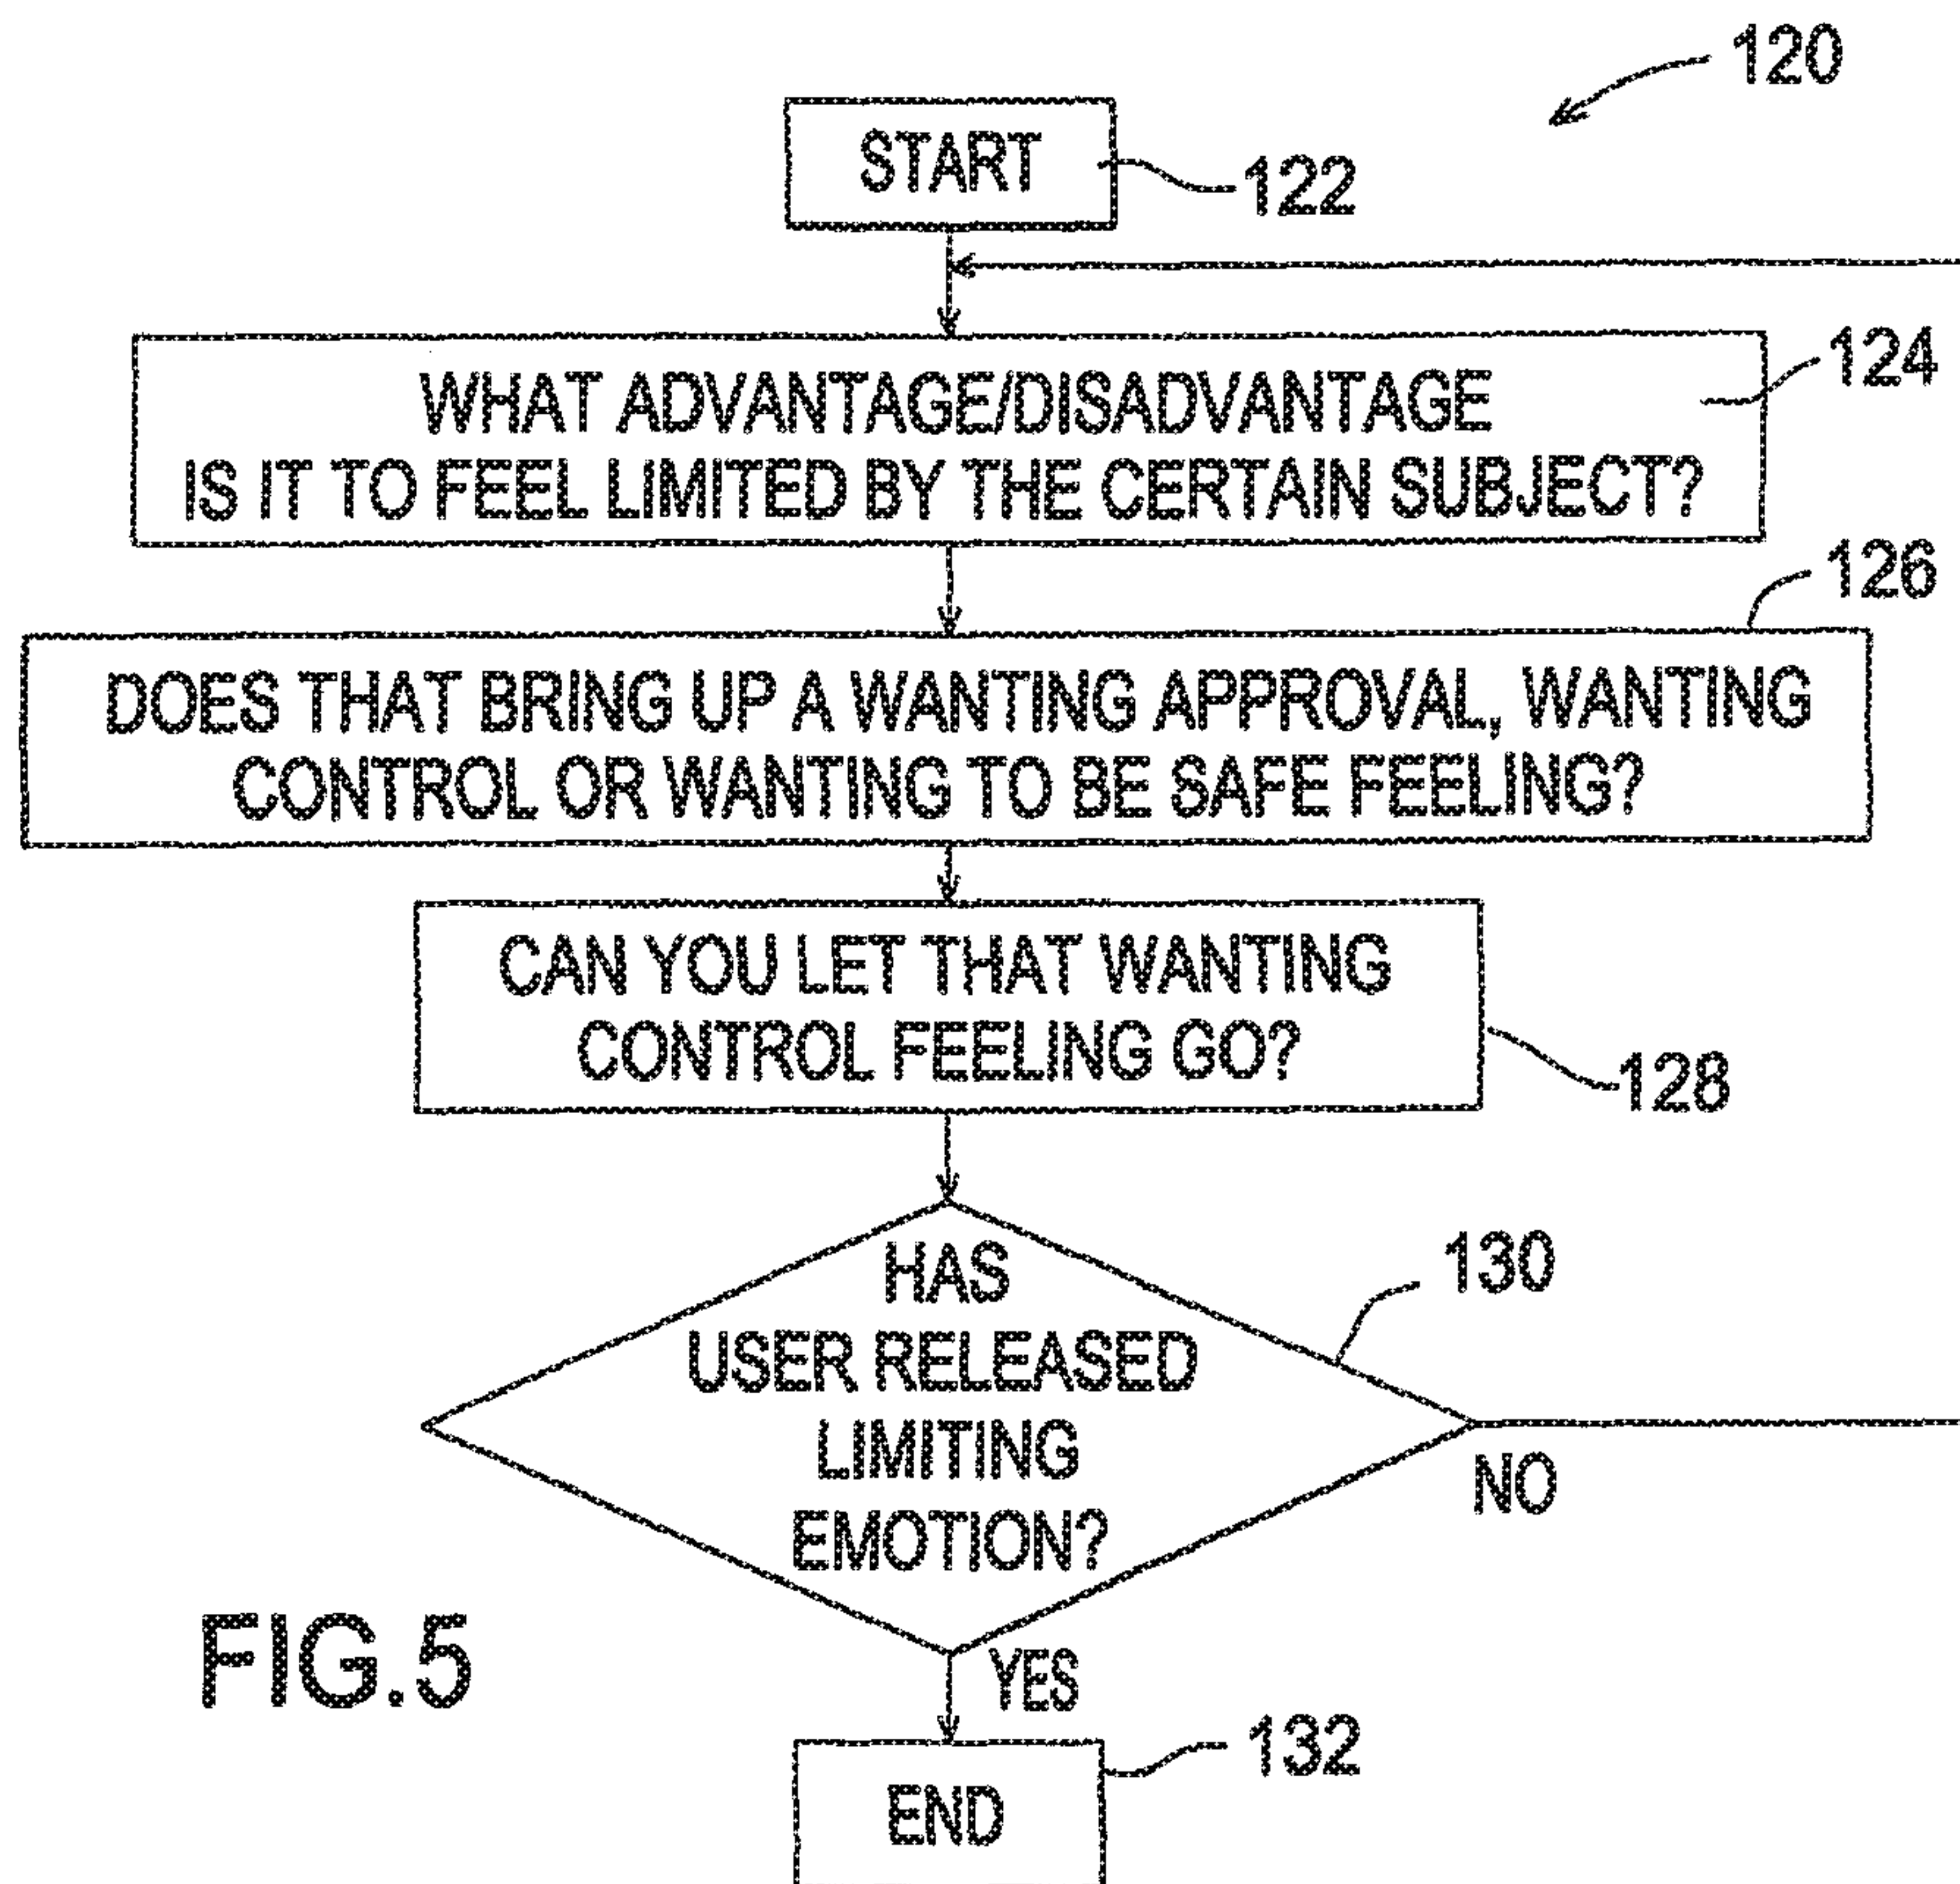 120
START
122
WHAT ADVANTAGE/DISADVANTAGE
124
IS IT TO FEEL LIMITED BY THE CERTAIN SUBJECT?
126
DOES THAT BRING UP A WANTING APPROVAL, WANTING
CONTROL OR WANTING TO BE SAFE FEELING?
CAN YOU LET THAT WANTING
CONTROL FEELING GO?
128
HAS
130
USER RELEASED
LIMITING
EMOTION?
NO
YES
FIG.5
132
END